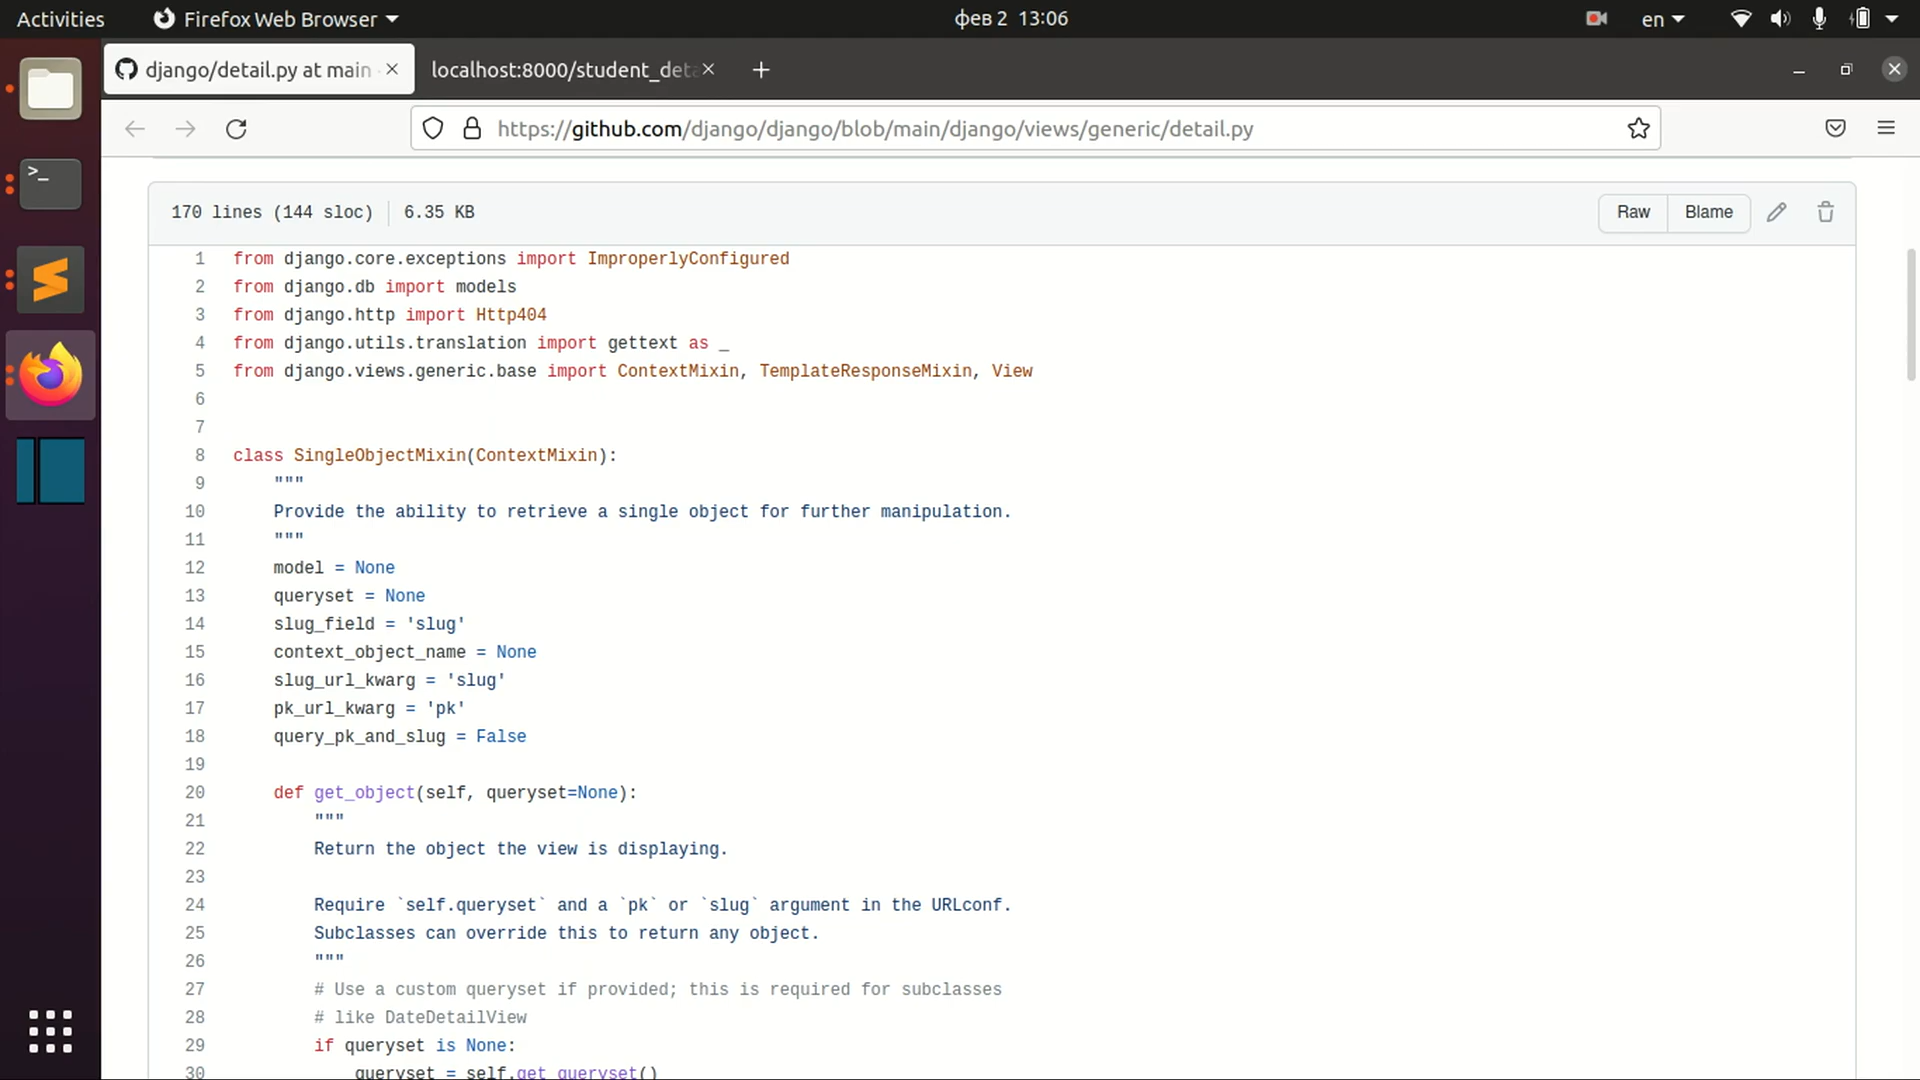 Activities Firefox Web Browser фев 2 13:06 en
django/detail.py at main localhost:8000/student_det
https://github.com/django/django/blob/main/django/views/generic/detail.py
170 lines (144 sloc) 6.35 KB Raw Blame
1 from django.core.exceptions import ImproperlyConfigured
2 from django.db import models
3 from django.http import Http404
4 from django.utils.translation import gettext as _
5 from django.views.generic.base import ContextMixin, TemplateResponseMixin, View
6
7
8 class SingleObjectMixin(ContextMixin):
9 """
10 Provide the ability to retrieve a single object for further manipulation.
11 """
12 model = None
13 queryset = None
14 slug_field = 'slug'
15 context_object_name = None
16 slug_url_kwarg = 'slug'
17 pk_url_kwarg = 'pk'
18 query_pk_and_slug = False
19
20 def get_object(self, queryset=None):
21 """
22 Return the object the view is displaying.
23
24 Require `self.queryset` and a `pk` or `slug` argument in the URLconf.
25 Subclasses can override this to return any object.
26 """
27 # Use a custom queryset if provided; this is required for subclasses
28 # like DateDetailView
29 if queryset is None:
30 queryset = self.get_queryset()